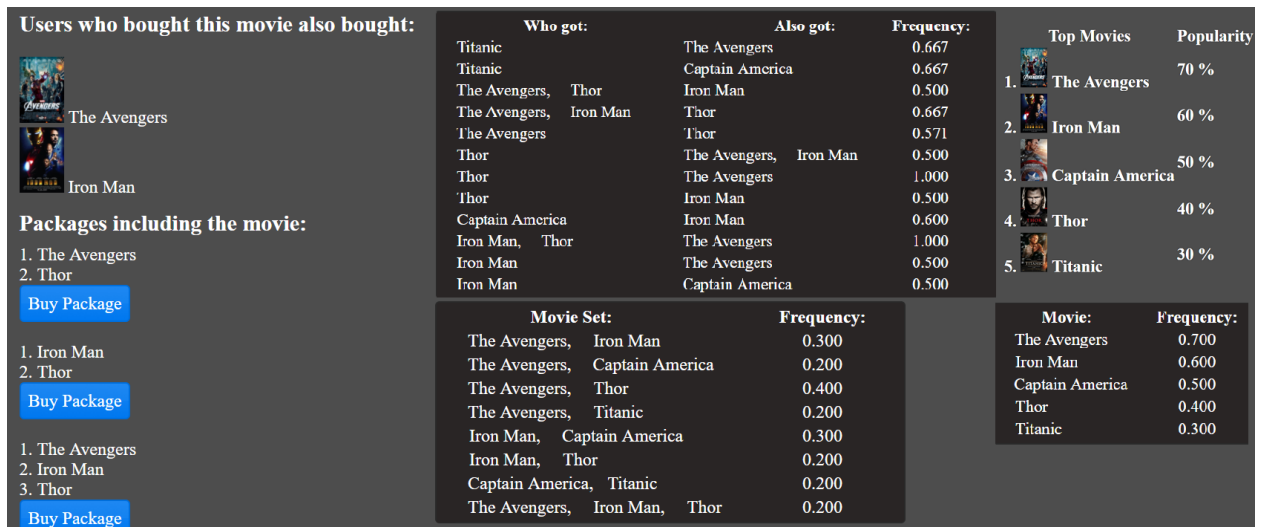 Users who bought this movie also bought:
AVENGERS The Avengers
Iron Man
Packages including the movie:
1. The Avengers
2. Thor
Buy Package
1. Iron Man
2. Thor
Buy Package
1. The Avengers
2. Iron Man
3. Thor
Buy Package
Who got: Also got: Frequency:
Titanic The Avengers 0.667
Titanic Captain America 0.667
The Avengers, Thor Iron Man 0.500
The Avengers, Iron Man Thor 0.667
The Avengers Thor 0.571
Thor The Avengers, Iron Man 0.500
Thor The Avengers 1.000
Thor Iron Man 0.500
Captain America Iron Man 0.600
Iron Man, Thor The Avengers 1.000
Iron Man The Avengers 0.500
Iron Man Captain America 0.500
Movie Set: Frequency:
The Avengers, Iron Man 0.300
The Avengers, Captain America 0.200
The Avengers, Thor 0.400
The Avengers, Titanic 0.200
Iron Man, Captain America 0.300
Iron Man, Thor 0.200
Captain America, Titanic 0.200
The Avengers, Iron Man, Thor 0.200
Top Movies Popularity
1. The Avengers 70 %
2. Iron Man 60 %
3. Captain America 50 %
4. Thor 40 %
5. Titanic 30 %
Movie: Frequency:
The Avengers 0.700
Iron Man 0.600
Captain America 0.500
Thor 0.400
Titanic 0.300